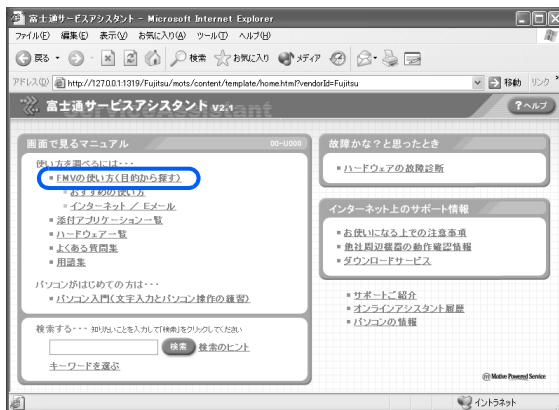 富士通サービスアシスタント - Microsoft Internet Explorer
ファイル(F) 編集(E) 表示(V) お気に入り(A) ツール(T) ヘルプ(H)
戻る 検索 お気に入り メディア
アドレス(D) http://127.0.0.1:1319/Fujitsu/mots/content/template/home.html?vendorId=Fujitsu 移動 リンク »
富士通サービスアシスタント V2.1
?ヘルプ
画面で見るマニュアル 00-U000
使い方を調べるには・・・
FMVの使い方(目的から探す)
おすすめの使い方
インターネット / Eメール
添付アプリケーション一覧
ハードウェア一覧
よくある質問集
用語集
パソコンがはじめての方は・・・
パソコン入門(文字入力とパソコン操作の練習)
検索する・・・ 知りたいことを入力して「検索」をクリックしてください
検索 検索のヒント
キーワードを選ぶ
故障かな?と思ったとき
ハードウェアの故障診断
インターネット上のサポート情報
お使いになる上での注意事項
他社周辺機器の動作確認情報
ダウンロードサービス
サポートご紹介
オンラインアシスタント履歴
パソコンの情報
Motive Powered Service
イントラネット